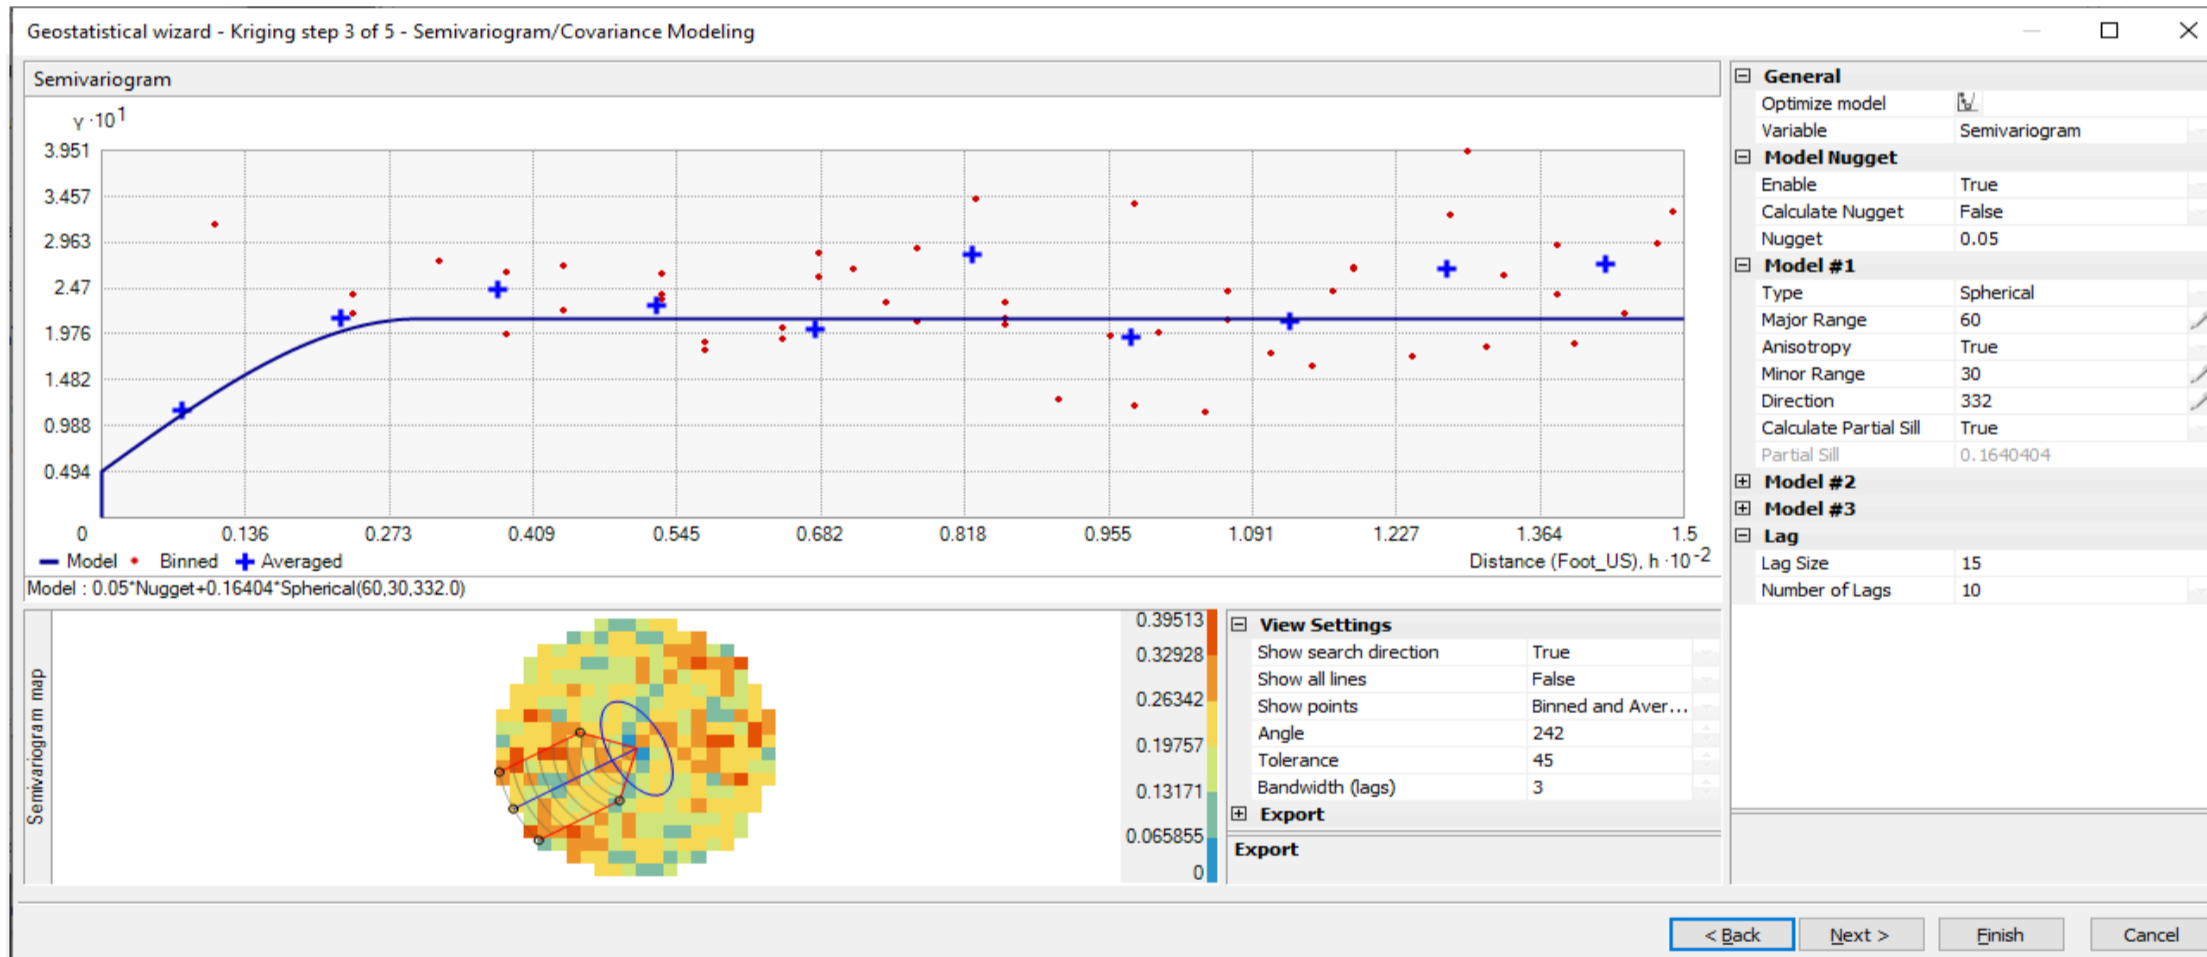 Geostatistical wizard - Kriging step 3 of 5 - Semivariogram/Covariance Modeling
Semivariogram
γ ·10 1
3.951
3.457
2.963
2.47
1.976
1.482
0.988
0.494
0 0.136 0.273 0.409 0.545 0.682 0.818 0.955 1.091 1.227 1.364 1.5
Model Binned Averaged Distance (Foot_US), h ·10 -2
Model : 0.05*Nugget+0.16404*Spherical(60,30,332.0)
Semivariogram map
0.39513
0.32928
0.26342
0.19757
0.13171
0.065855
0
View Settings
Show search direction True
Show all lines False
Show points Binned and Aver...
Angle 242
Tolerance 45
Bandwidth (lags) 3
Export
Export
General
Optimize model
Variable Semivariogram
Model Nugget
Enable True
Calculate Nugget False
Nugget 0.05
Model #1
Type Spherical
Major Range 60
Anisotropy True
Minor Range 30
Direction 332
Calculate Partial Sill True
Partial Sill 0.1640404
Model #2
Model #3
Lag
Lag Size 15
Number of Lags 10
< Back Next > Finish Cancel